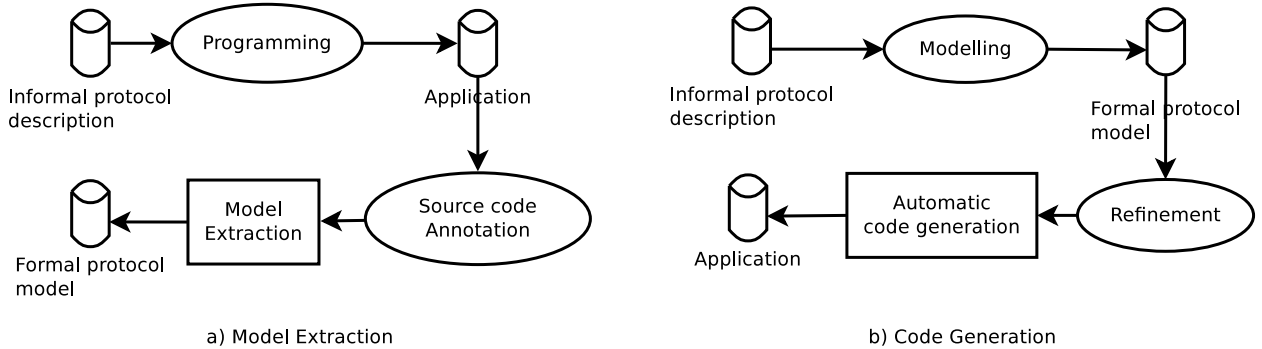 Programming
Informal protocol
description
Application
Source code
Annotation
Model
Extraction
Formal protocol
model
a) Model Extraction
Modelling
Informal protocol
description
Formal protocol
model
Refinement
Automatic
code generation
Application
b) Code Generation